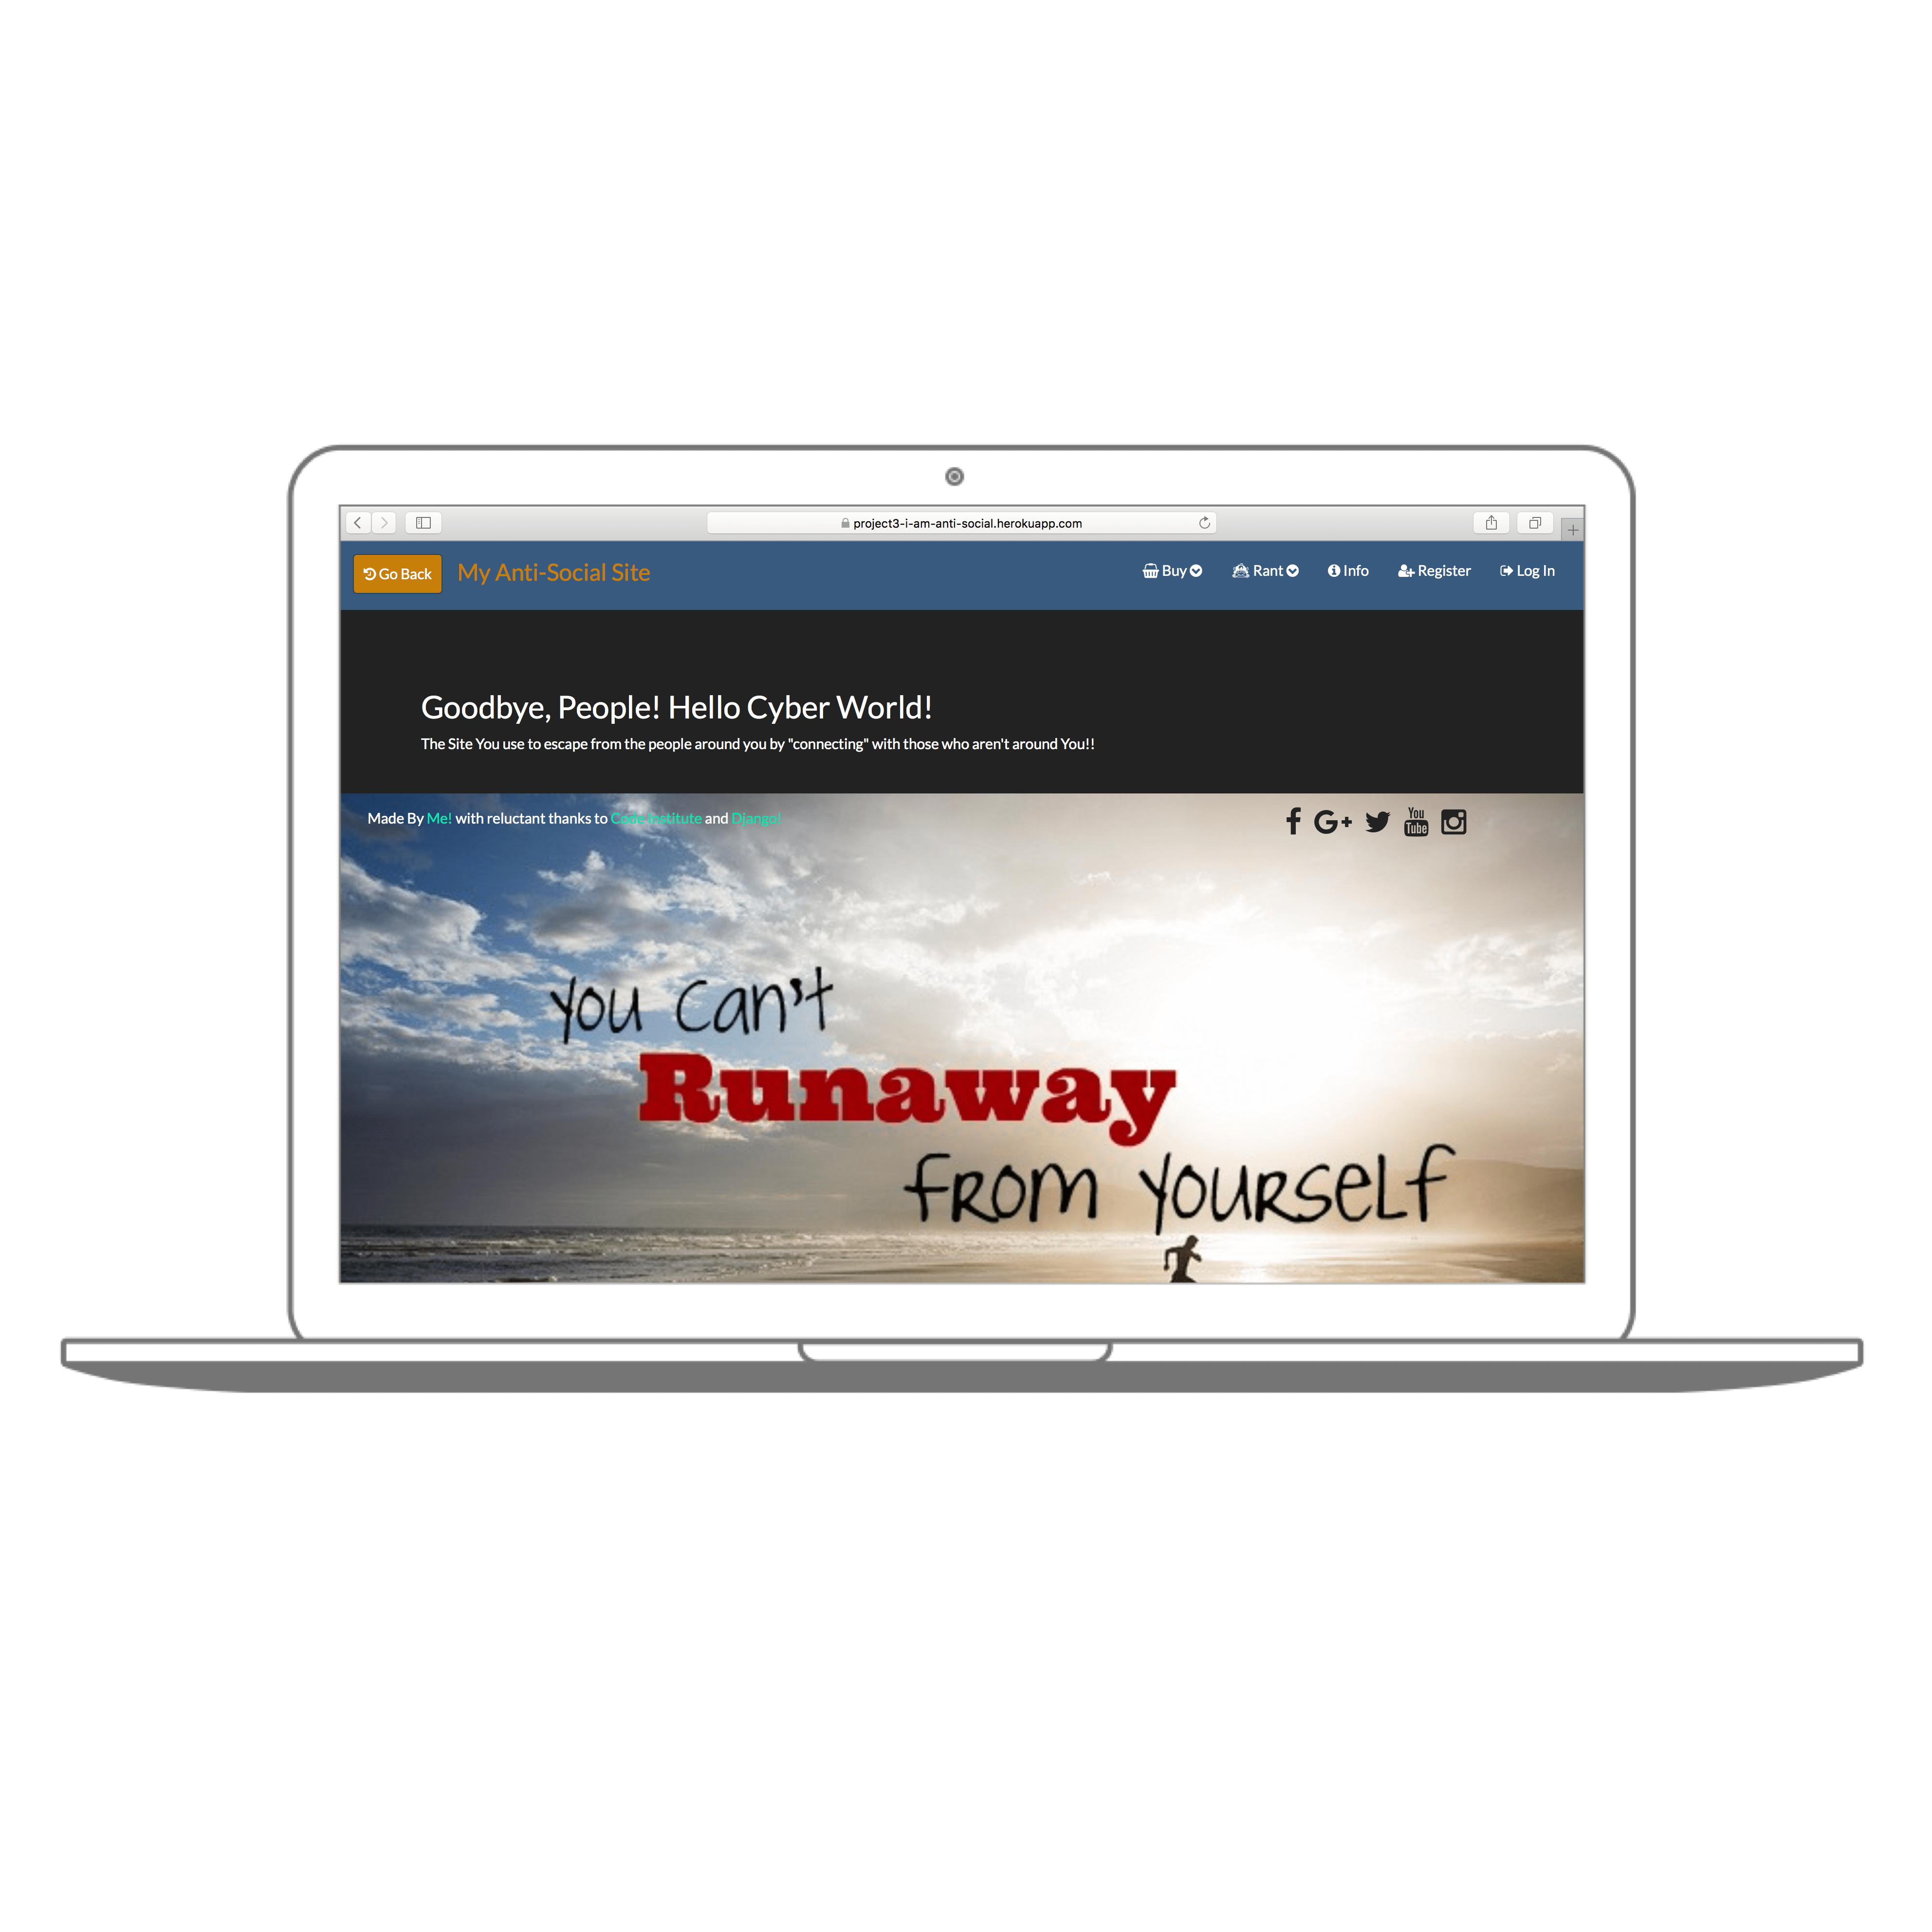 project3-i-am-anti-social.herokuapp.com
Go Back My Anti-Social Site Buy Rant Info Register Log In
Goodbye, People! Hello Cyber World!
The Site You use to escape from the people around you by "connecting" with those who aren't around You!!
Made By Me! with reluctant thanks to Code Institute and Django!
You Tube
you can't
Runaway
from yourself